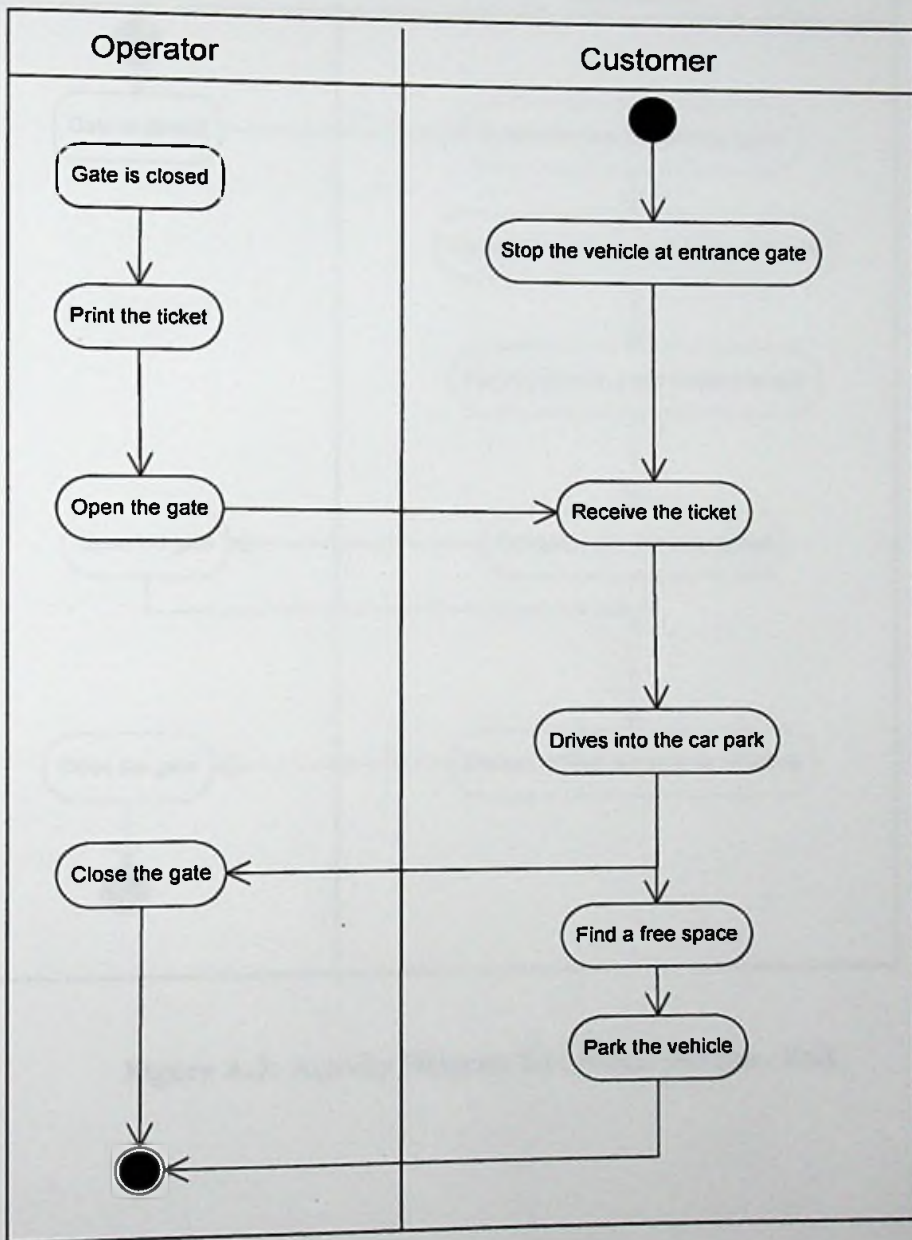 Operator
Customer
Gate is closed
Stop the vehicle at entrance gate
Print the ticket
Open the gate
Receive the ticket
Drives into the car park
Close the gate
Find a free space
Park the vehicle